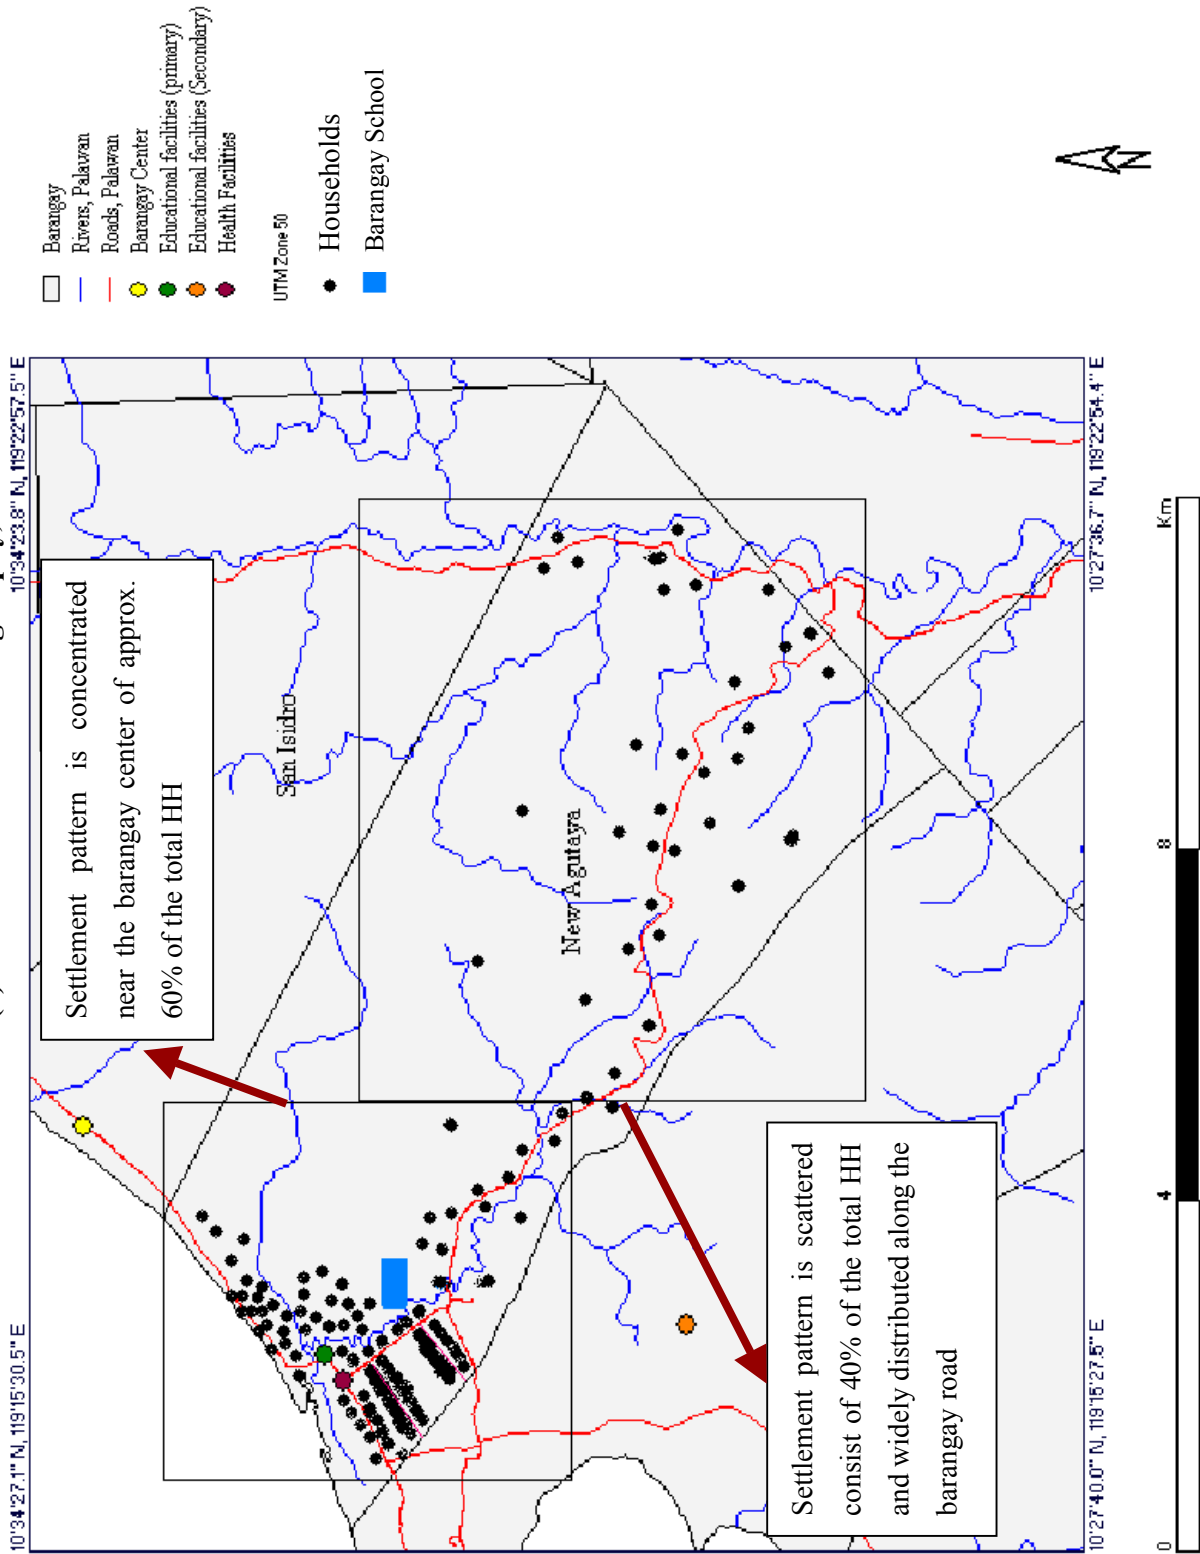 10°34'27.1" N, 119°15'30.5" E
10°34'23.8" N, 119°22'57.5" E
Settlement pattern is concentrated
near the barangay center of approx.
60% of the total HH
San Isidro
New Agutaya
Settlement pattern is scattered
consist of 40% of the total HH
and widely distributed along the
barangay road
10°27'40.0" N, 119°15'27.5" E
10°27'36.7" N, 119°22'54.4" E
0
4
8
Km
Barangay
Rivers, Palawan
Roads, Palawan
Barangay Center
Educational facilities (primary)
Educational facilities (Secondary)
Health Facilities
UTM Zone 50
Households
Barangay School
N